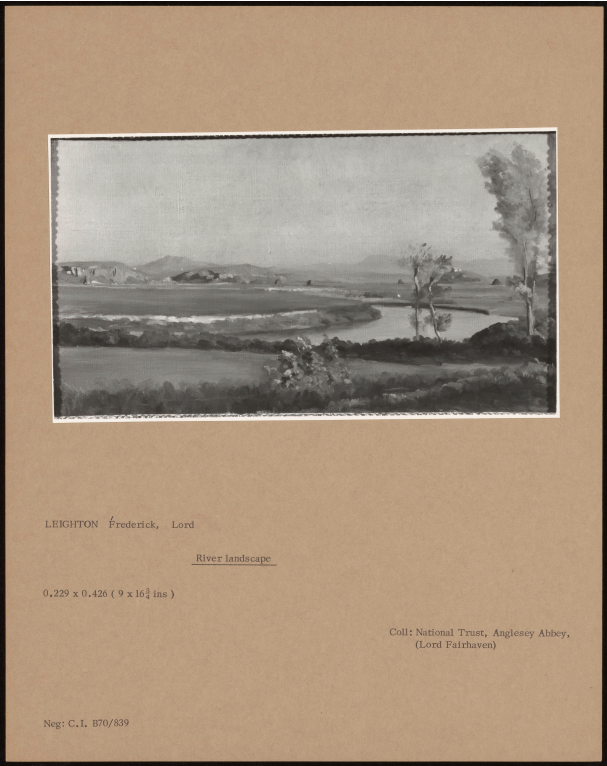 LEIGHTON Frederick, Lord
River landscape
0.229 x 0.426 ( 9 x 16¾ ins )
Coll: National Trust, Anglesey Abbey,
(Lord Fairhaven)
Neg: C.I. B70/839